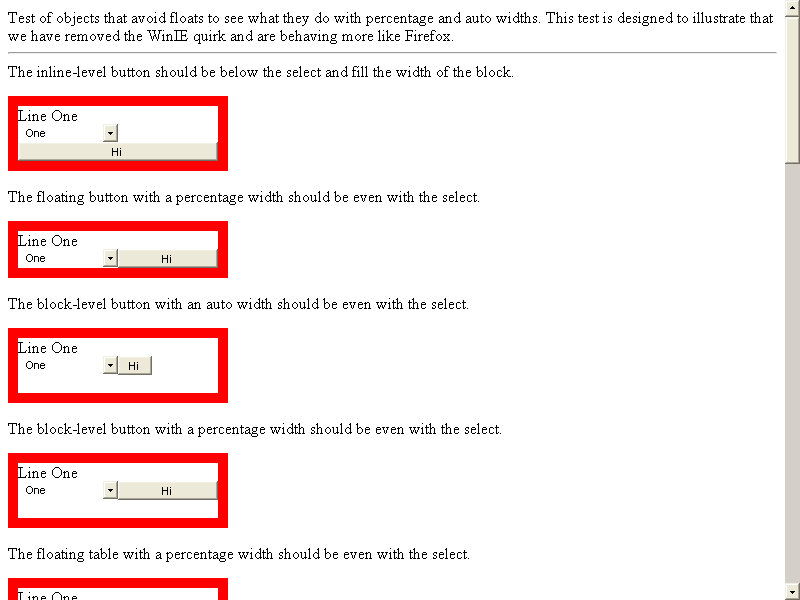 Test of objects that avoid floats to see what they do with percentage and auto widths. This test is designed to illustrate that
we have removed the WinIE quirk and are behaving more like Firefox.
The inline-level button should be below the select and fill the width of the block.
Line One
One
Hi
The floating button with a percentage width should be even with the select.
Line One
One Hi
The block-level button with an auto width should be even with the select.
Line One
One Hi
The block-level button with a percentage width should be even with the select.
Line One
One Hi
The floating table with a percentage width should be even with the select.
Line One